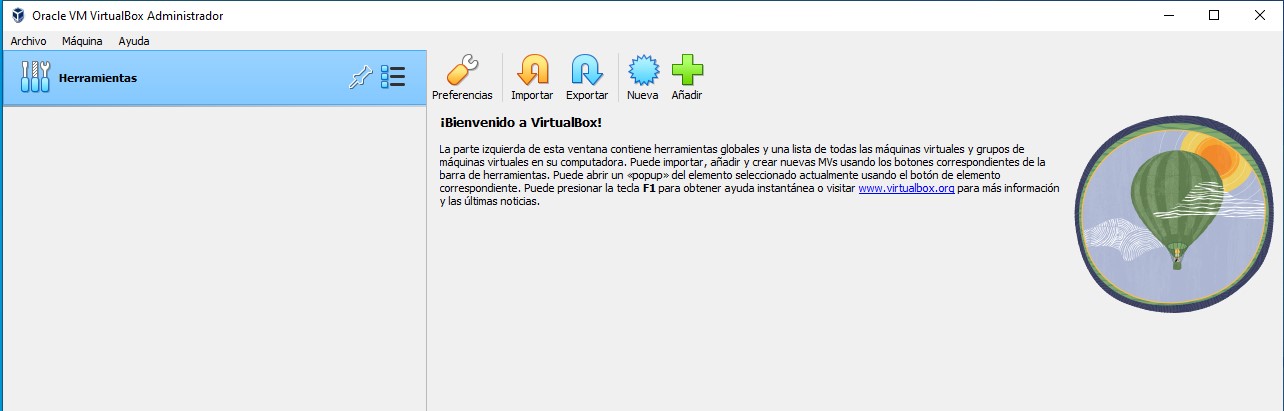 Oracle VM VirtualBox Administrador
Archivo Máquina Ayuda
Herramientas
Preferencias Importar Exportar Nueva Añadir
¡Bienvenido a VirtualBox!
La parte izquierda de esta ventana contiene herramientas globales y una lista de todas las máquinas virtuales y grupos de
máquinas virtuales en su computadora. Puede importar, añadir y crear nuevas MVs usando los botones correspondientes de la
barra de herramientas. Puede abrir un «popup» del elemento seleccionado actualmente usando el botón de elemento
correspondiente. Puede presionar la tecla F1 para obtener ayuda instantánea o visitar www.virtualbox.org para más información
y las últimas noticias.